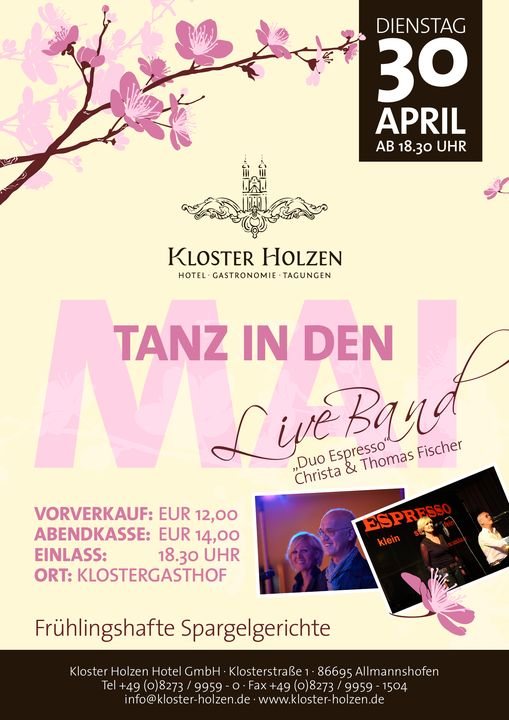 DIENSTAG
30
APRIL
AB 18.30 UHR
KLOSTER HOLZEN
HOTEL · GASTRONOMIE · TAGUNGEN
TANZ IN DEN
MAI
Live Band
„Duo Espresso“
Christa & Thomas Fischer
ESPRESSO
klein
VORVERKAUF: EUR 12,00
ABENDKASSE: EUR 14,00
EINLASS: 18.30 UHR
ORT: KLOSTERGASTHOF
Frühlingshafte Spargelgerichte
Kloster Holzen Hotel GmbH · Klosterstraße 1 · 86695 Allmannshofen
Tel +49 (0)8273 / 9959 - 0 · Fax +49 (0)8273 / 9959 - 1504
info@kloster-holzen.de · www.kloster-holzen.de